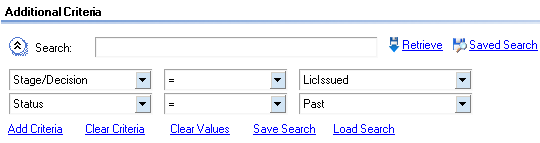 Additional Criteria
Search: Retrieve Saved Search
Stage/Decision = LicIssued
Status = Past
Add Criteria Clear Criteria Clear Values Save Search Load Search